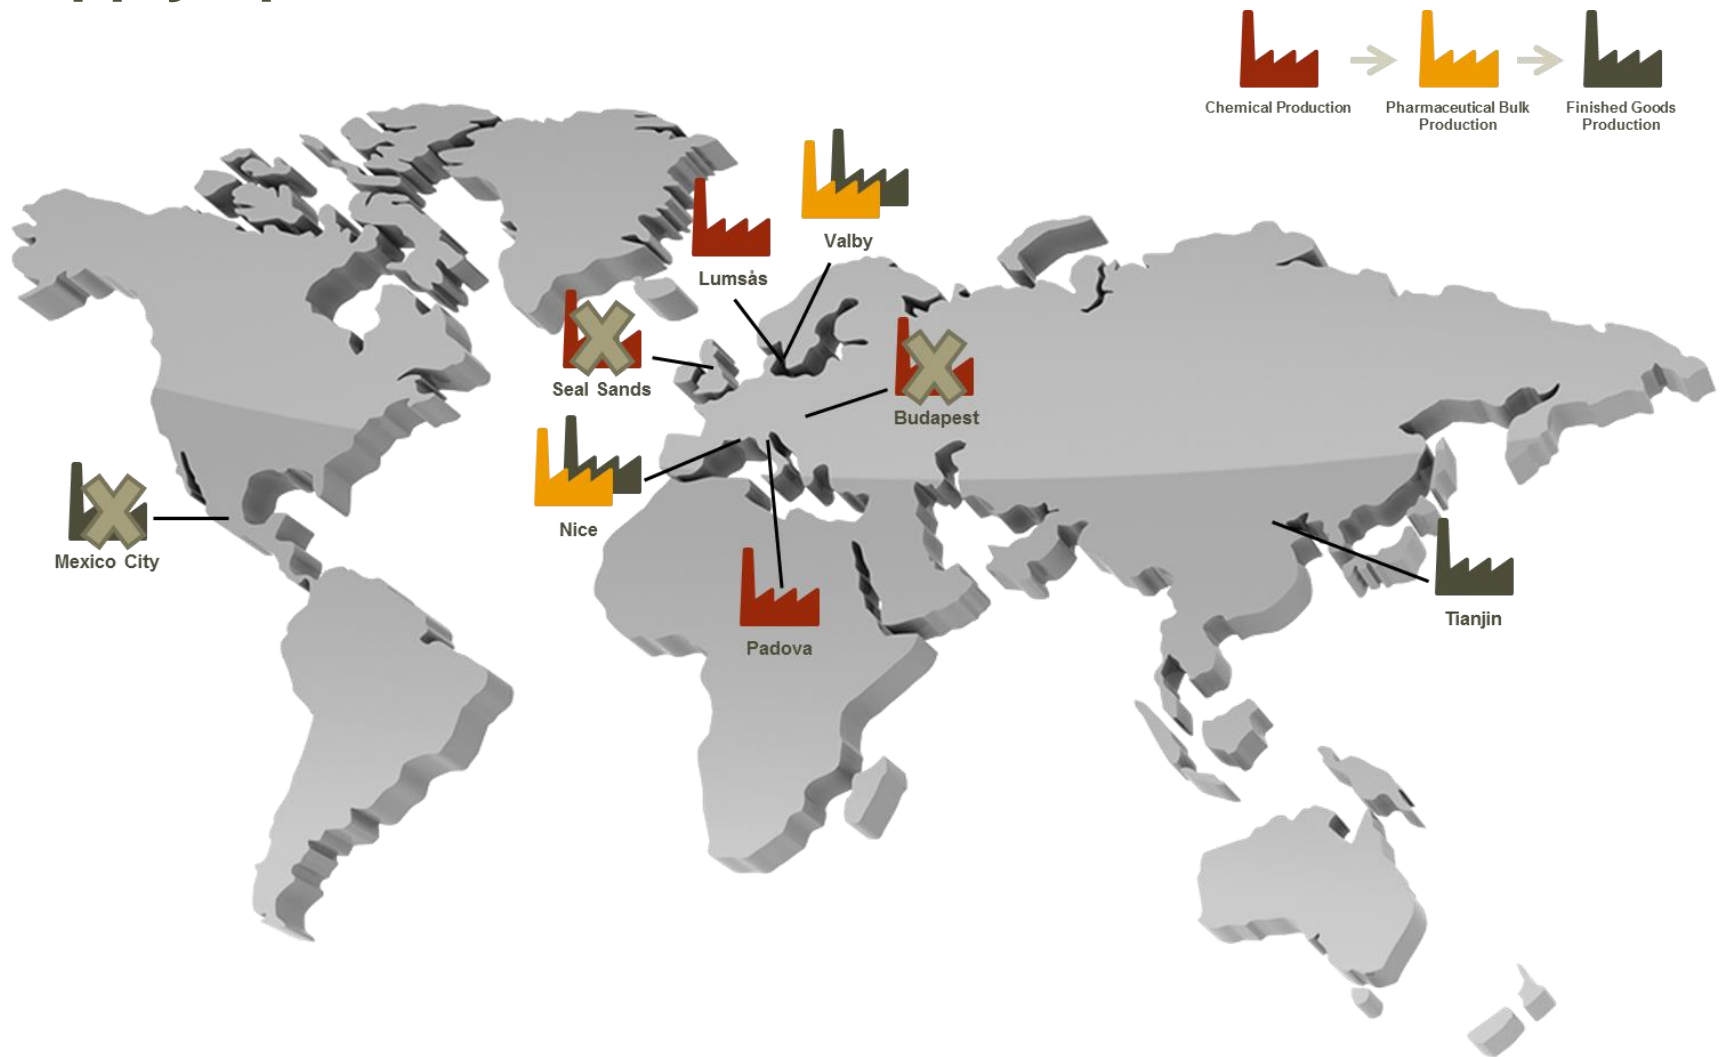 Chemical Production
Pharmaceutical Bulk
Production
Finished Goods
Production
Valby
Lumsås
Seal Sands
Budapest
Nice
Mexico City
Tianjin
Padova